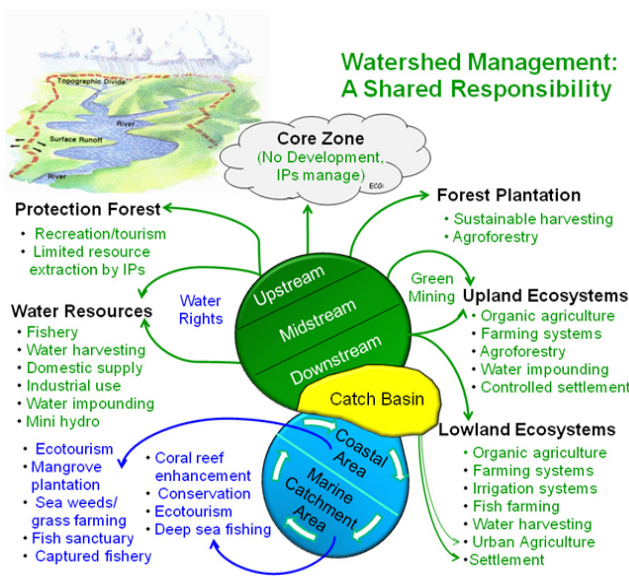 Watershed Management:
A Shared Responsibility
Topographic Divide
River
Surface Runoff
River
Core Zone
(No Development,
IPs manage)
ECG:
Protection Forest
• Recreation/tourism
• Limited resource
extraction by IPs
Forest Plantation
• Sustainable harvesting
• Agroforestry
Water Resources
• Fishery
• Water harvesting
• Domestic supply
• Industrial use
• Water impounding
• Mini hydro
Water
Rights
Green
Mining
Upstream
Midstream
Downstream
Upland Ecosystems
• Organic agriculture
• Farming systems
• Agroforestry
• Water impounding
• Controlled settlement
Catch Basin
Coastal
Area
Marine
Catchment
Area
Lowland Ecosystems
• Organic agriculture
• Farming systems
• Irrigation systems
• Fish farming
• Water harvesting
• Urban Agriculture
• Settlement
• Ecotourism
• Mangrove
plantation
• Sea weeds/
grass farming
• Fish sanctuary
• Captured fishery
• Coral reef
enhancement
• Conservation
• Ecotourism
• Deep sea fishing